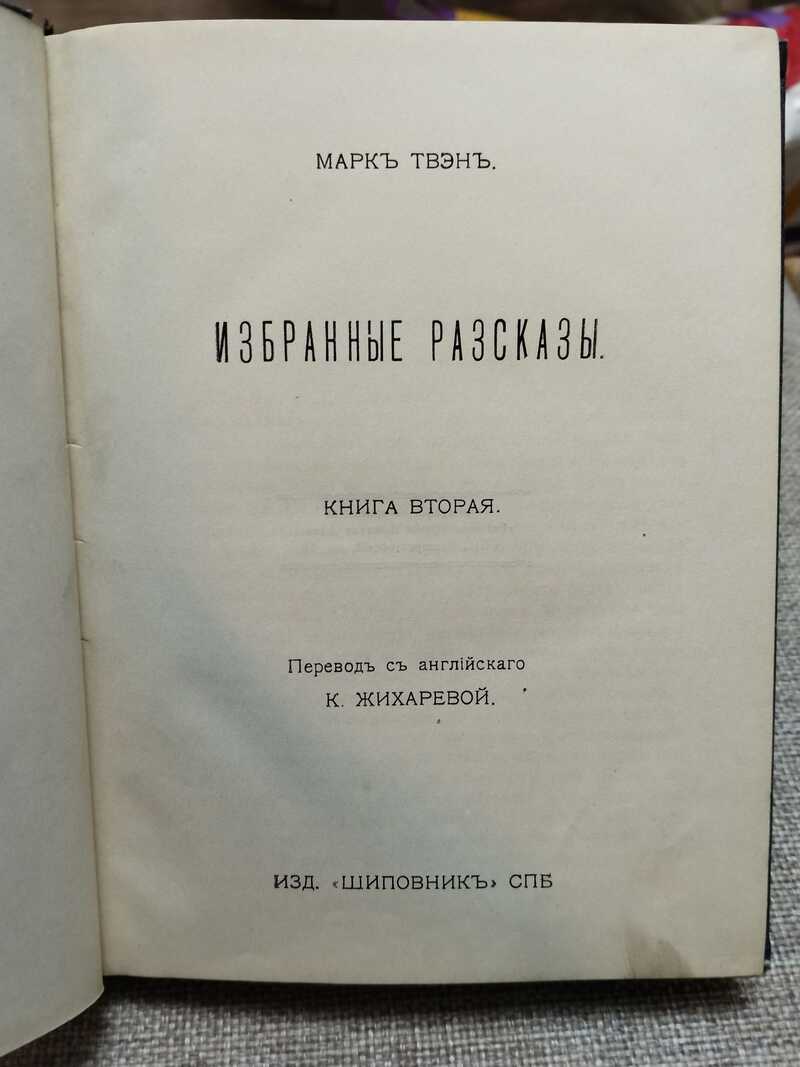 МАРКЪ ТВЭНЪ.
ИЗБРАННЫЕ РАЗСКАЗЫ.
КНИГА ВТОРАЯ.
Переводъ съ англійскаго
К. ЖИХАРЕВОЙ.
ИЗД. «ШИПОВНИКЪ» СПБ